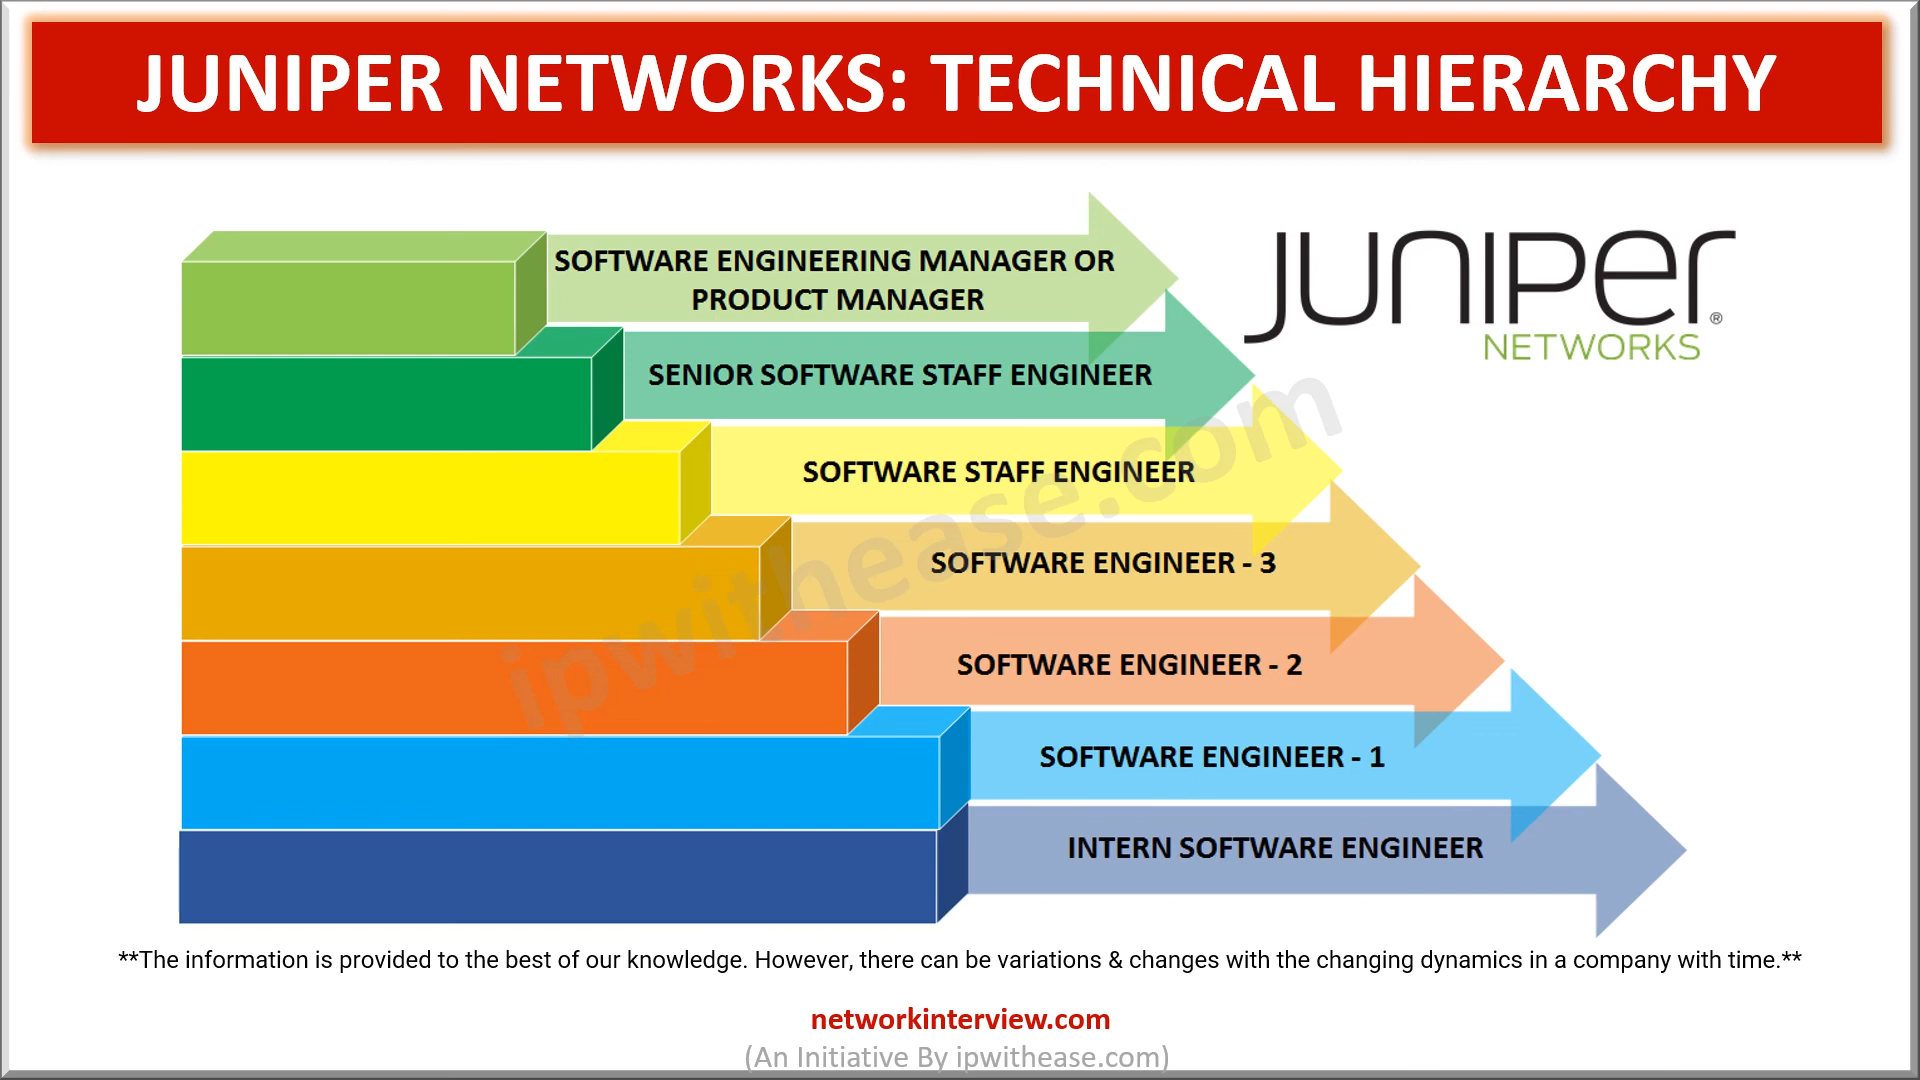 JUNIPER NETWORKS: TECHNICAL HIERARCHY
JUNIPER®
NETWORKS
SOFTWARE ENGINEERING MANAGER OR
PRODUCT MANAGER
SENIOR SOFTWARE STAFF ENGINEER
SOFTWARE STAFF ENGINEER
SOFTWARE ENGINEER - 3
SOFTWARE ENGINEER - 2
SOFTWARE ENGINEER - 1
INTERN SOFTWARE ENGINEER
ipwithease.com
**The information is provided to the best of our knowledge. However, there can be variations & changes with the changing dynamics in a company with time.**
networkinterview.com
(An Initiative By ipwithease.com)